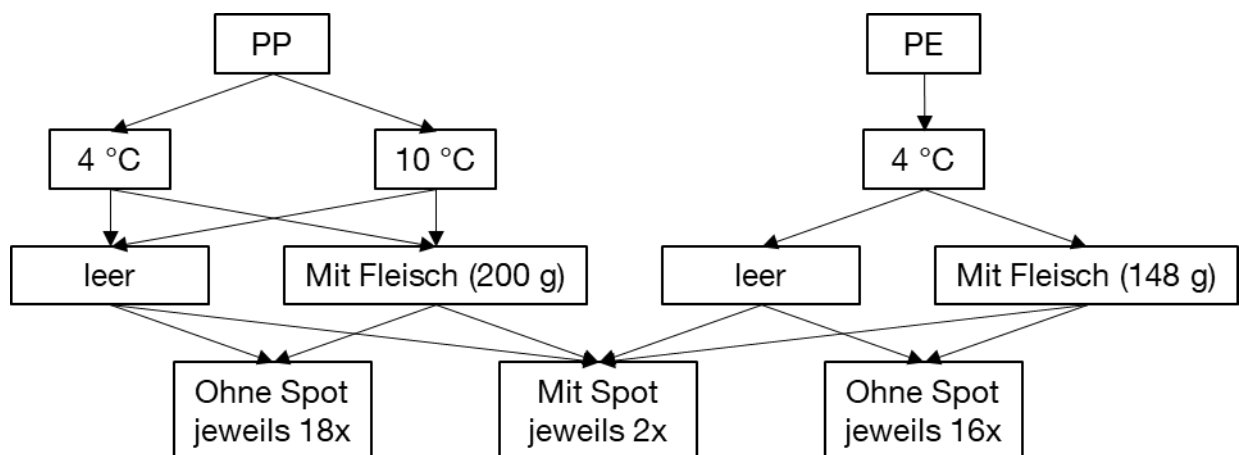 PP
PE
4 °C
10 °C
4 °C
leer
Mit Fleisch (200 g)
leer
Mit Fleisch (148 g)
Ohne Spot
jeweils 18x
Mit Spot
jeweils 2x
Ohne Spot
jeweils 16x